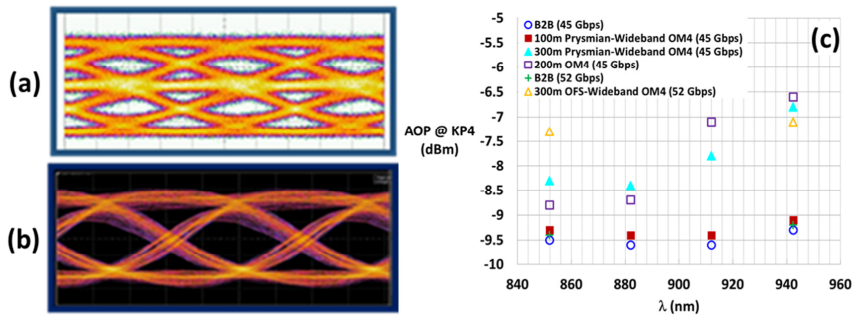 (a)
(b)
(c)
B2B (45 Gbps)
100m Prysmian-Wideband OM4 (45 Gbps)
300m Prysmian-Wideband OM4 (45 Gbps)
200m OM4 (45 Gbps)
B2B (52 Gbps)
300m OFS-Wideband OM4 (52 Gbps)
AOP @ KP4
(dBm)
-5
-5.5
-6
-6.5
-7
-7.5
-8
-8.5
-9
-9.5
-10
840 860 880 900 920 940 960
λ (nm)